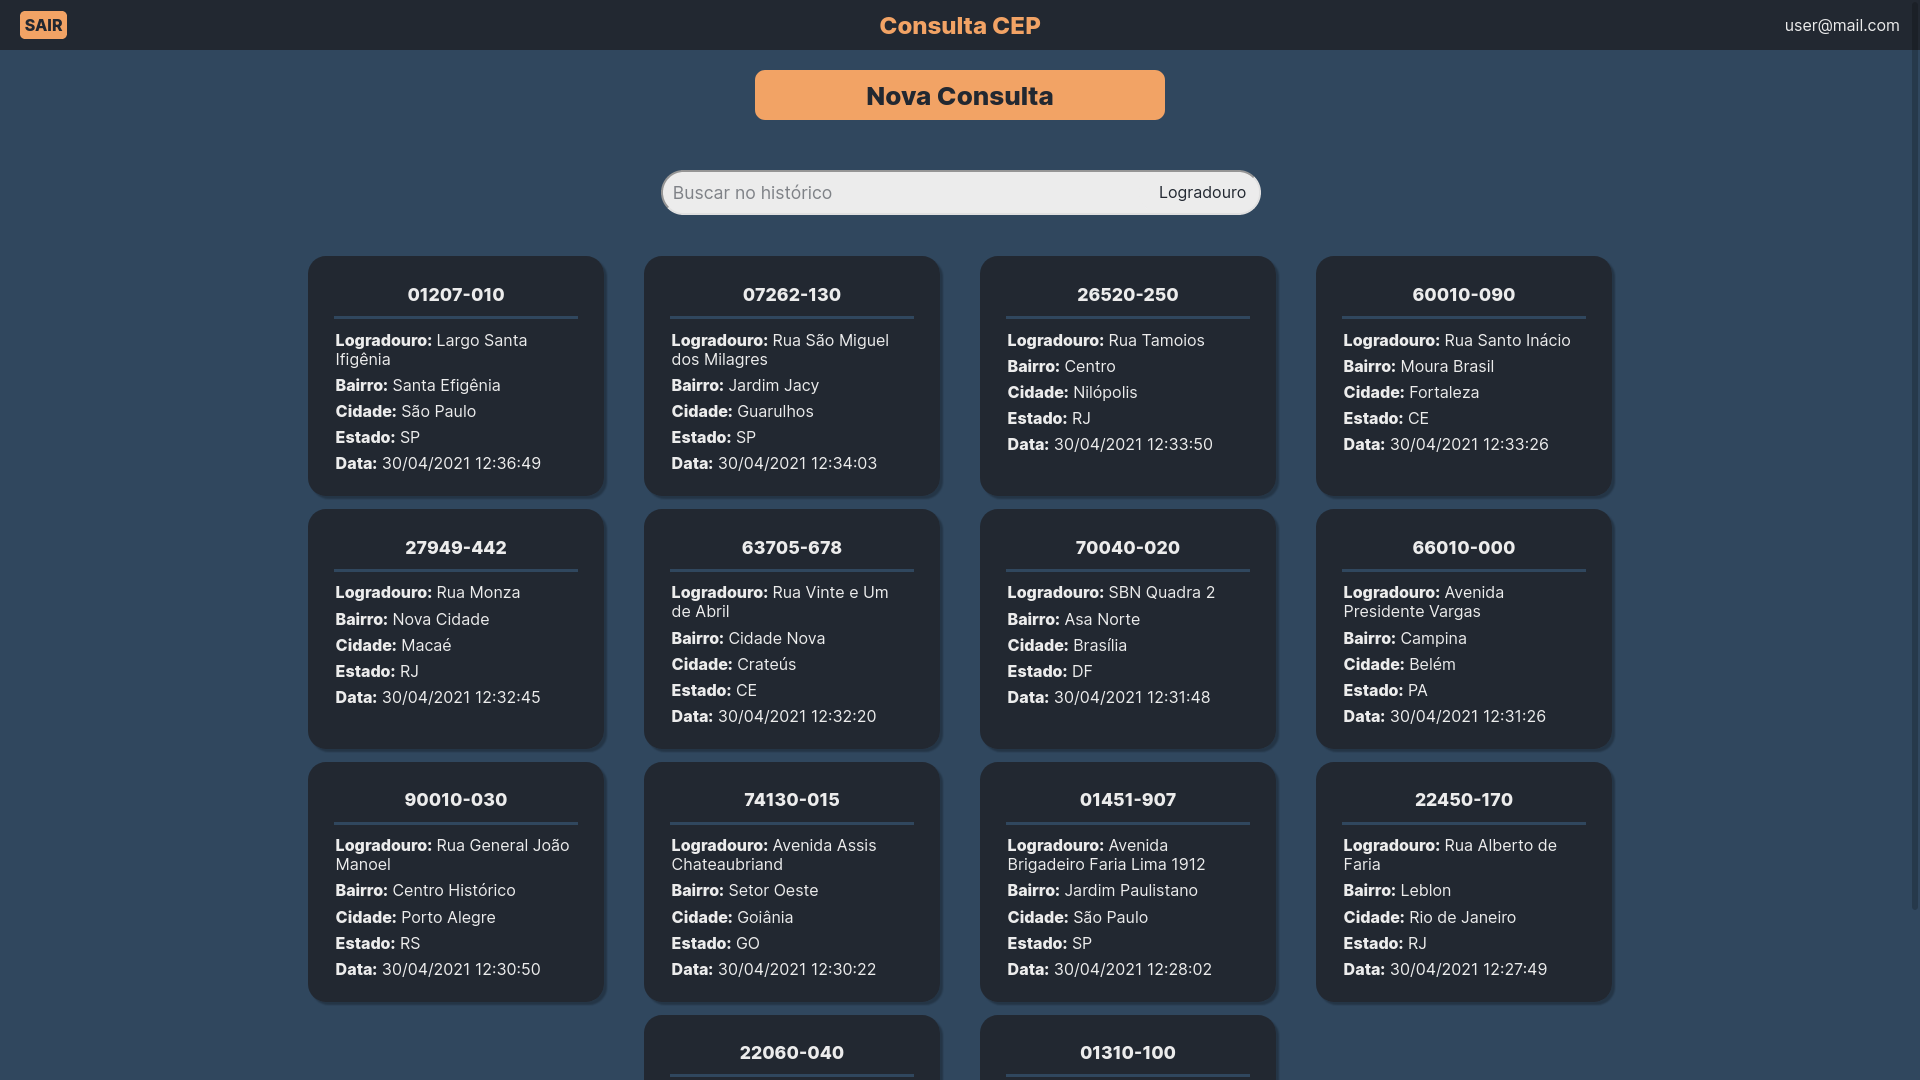 SAIR
Consulta CEP
user@mail.com
Nova Consulta
Buscar no histórico
Logradouro
01207-010
Logradouro: Largo Santa
Ifigênia
Bairro: Santa Efigênia
Cidade: São Paulo
Estado: SP
Data: 30/04/2021 12:36:49
07262-130
Logradouro: Rua São Miguel
dos Milagres
Bairro: Jardim Jacy
Cidade: Guarulhos
Estado: SP
Data: 30/04/2021 12:34:03
26520-250
Logradouro: Rua Tamoios
Bairro: Centro
Cidade: Nilópolis
Estado: RJ
Data: 30/04/2021 12:33:50
60010-090
Logradouro: Rua Santo Inácio
Bairro: Moura Brasil
Cidade: Fortaleza
Estado: CE
Data: 30/04/2021 12:33:26
27949-442
Logradouro: Rua Monza
Bairro: Nova Cidade
Cidade: Macaé
Estado: RJ
Data: 30/04/2021 12:32:45
63705-678
Logradouro: Rua Vinte e Um
de Abril
Bairro: Cidade Nova
Cidade: Crateús
Estado: CE
Data: 30/04/2021 12:32:20
70040-020
Logradouro: SBN Quadra 2
Bairro: Asa Norte
Cidade: Brasília
Estado: DF
Data: 30/04/2021 12:31:48
66010-000
Logradouro: Avenida
Presidente Vargas
Bairro: Campina
Cidade: Belém
Estado: PA
Data: 30/04/2021 12:31:26
90010-030
Logradouro: Rua General João
Manoel
Bairro: Centro Histórico
Cidade: Porto Alegre
Estado: RS
Data: 30/04/2021 12:30:50
74130-015
Logradouro: Avenida Assis
Chateaubriand
Bairro: Setor Oeste
Cidade: Goiânia
Estado: GO
Data: 30/04/2021 12:30:22
01451-907
Logradouro: Avenida
Brigadeiro Faria Lima 1912
Bairro: Jardim Paulistano
Cidade: São Paulo
Estado: SP
Data: 30/04/2021 12:28:02
22450-170
Logradouro: Rua Alberto de
Faria
Bairro: Leblon
Cidade: Rio de Janeiro
Estado: RJ
Data: 30/04/2021 12:27:49
22060-040
01310-100